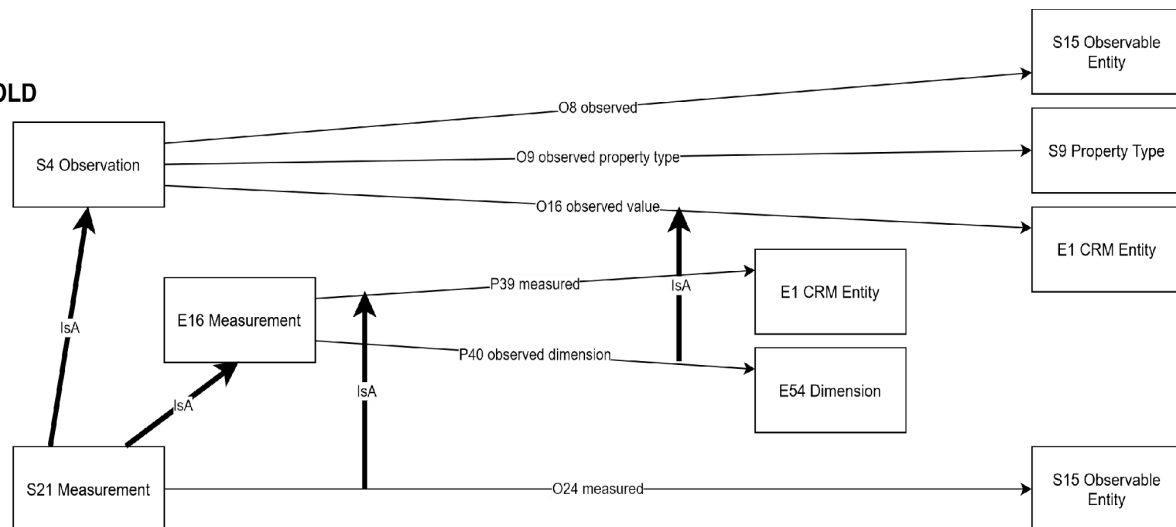 S15 Observable
Entity
OLD
O8 observed
S4 Observation
O9 observed property type
S9 Property Type
O16 observed value
E1 CRM Entity
P39 measured
IsA
E1 CRM Entity
E16 Measurement
IsA
P40 observed dimension
IsA
E54 Dimension
IsA
S21 Measurement
O24 measured
S15 Observable
Entity